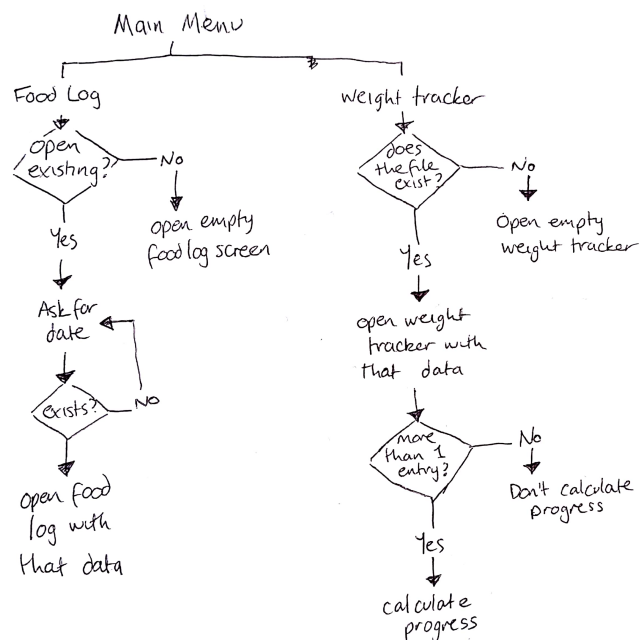 Main Menu
Food Log
open
existing?
No
open empty
food log screen
Yes
Ask for
date
exists?
No
open food
log with
that data
weight tracker
does
the file
exist?
No
Open empty
weight tracker
Yes
open weight
tracker with
that data
more
than 1
entry?
No
Don't calculate
progress
Yes
calculate
progress